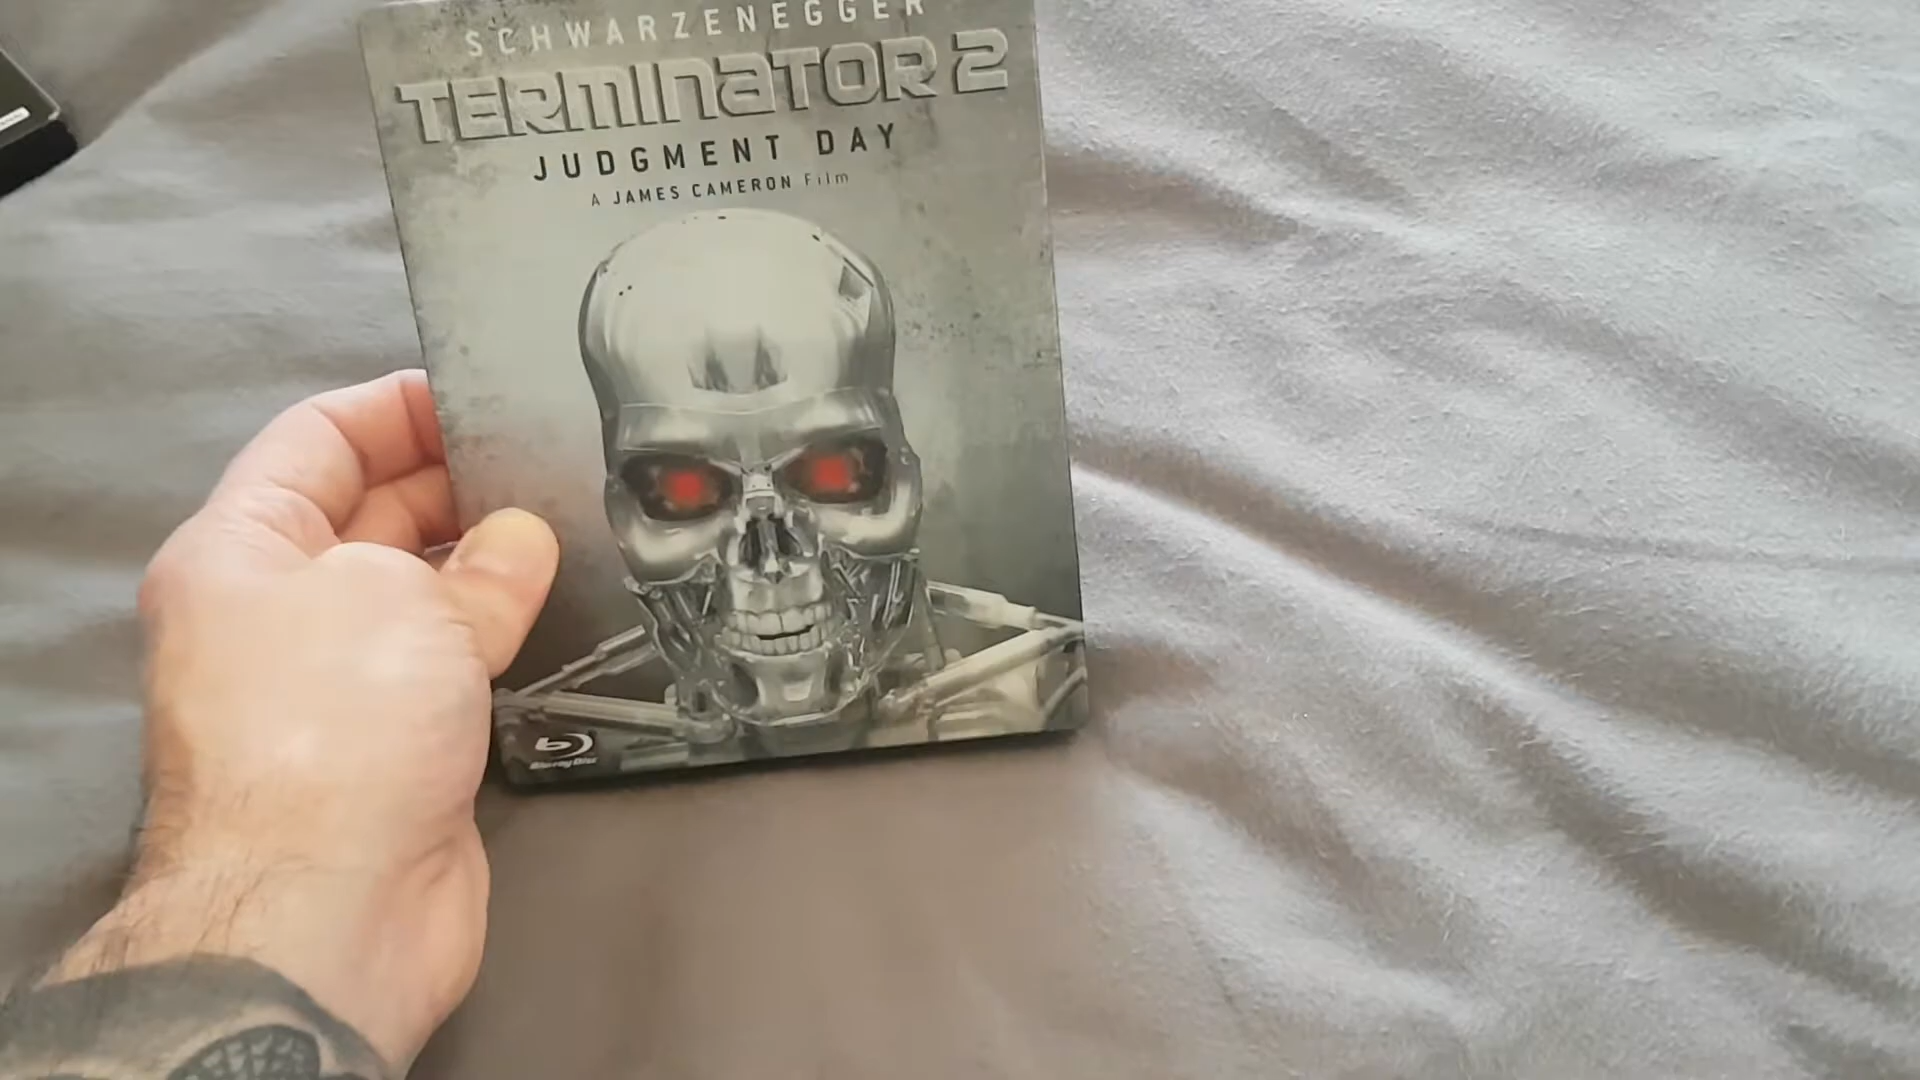 SCHWARZENEGGER
TERMINATOR 2
JUDGMENT DAY
A JAMES CAMERON Film
Blu-ray Disc